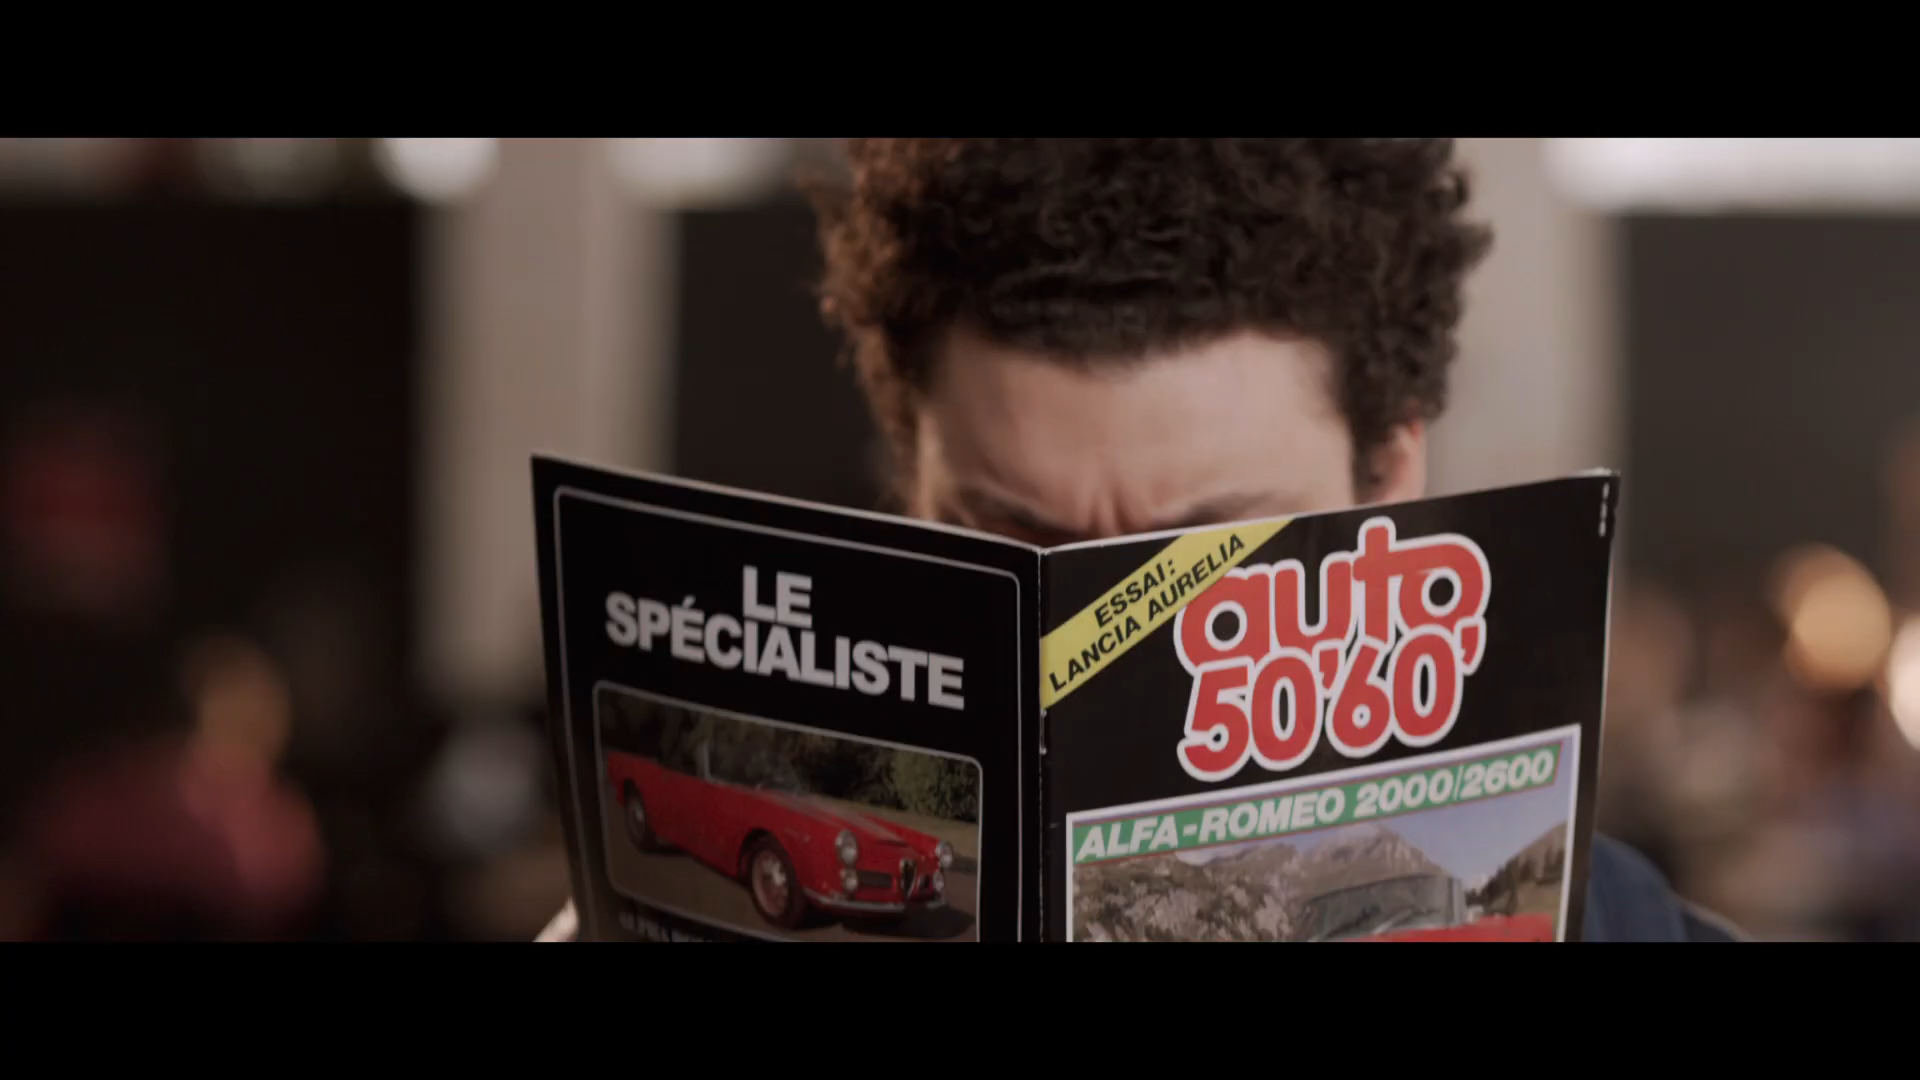 LE
SPÉCIALISTE
ESSAI:
LANCIA AURELIA
auto
50'60'
ALFA-ROMEO 2000/2600